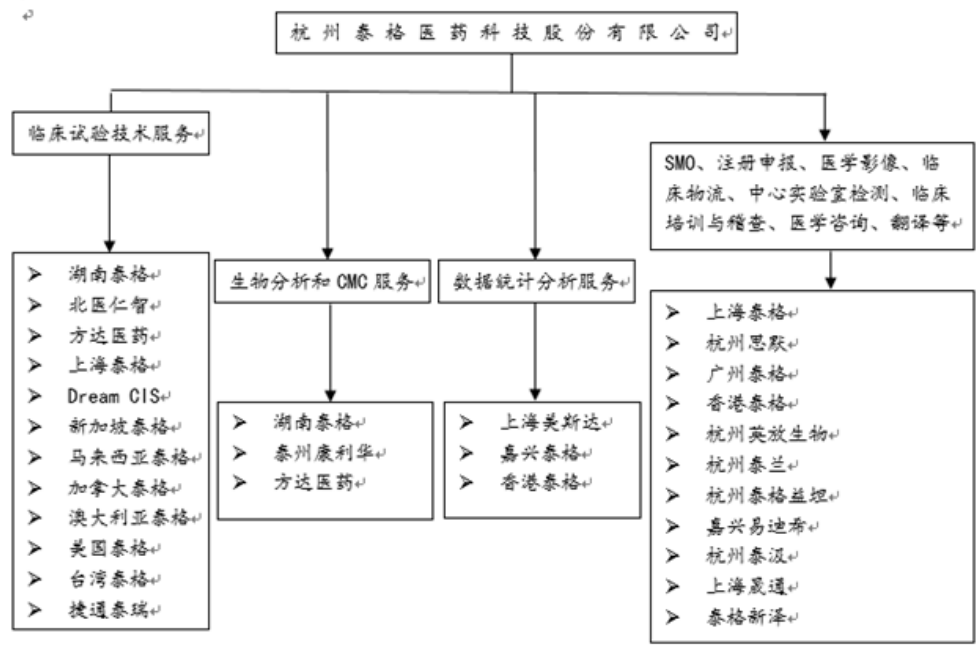 杭州泰格医药科技股份有限公司
临床试验技术服务
SMO、注册申报、医学影像、临
床物流、中心实验室检测、临床
培训与稽查、医学咨询、翻译等
生物分析和CMC服务
数据统计分析服务
湖南泰格
北医仁智
方达医药
上海泰格
Dream CIS
新加坡泰格
马来西亚泰格
加拿大泰格
澳大利亚泰格
美国泰格
台湾泰格
捷通泰瑞
湖南泰格
泰州康利华
方达医药
上海美斯达
嘉兴泰格
香港泰格
上海泰格
杭州思默
广州泰格
香港泰格
杭州英放生物
杭州泰兰
杭州泰格益坦
嘉兴易迪希
杭州泰汲
上海晟通
泰格新泽